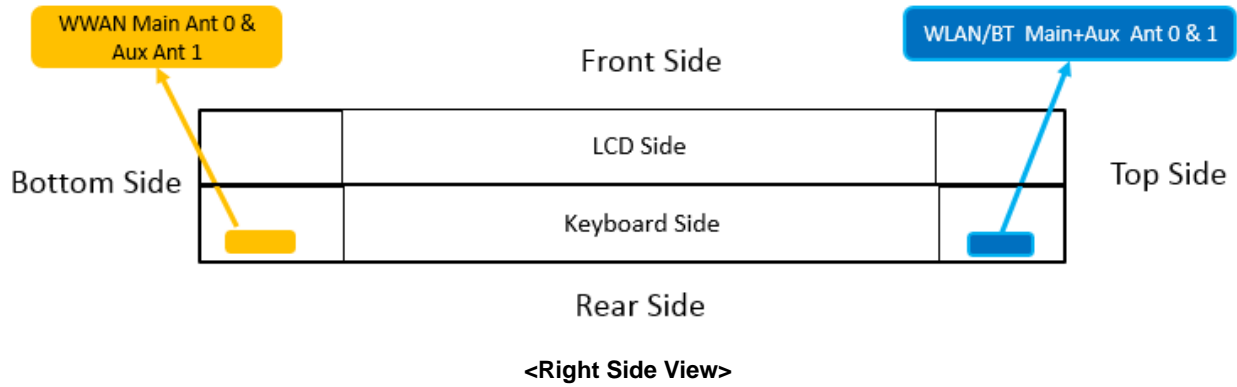 WWAN Main Ant 0 &
Aux Ant 1
WLAN/BT Main+Aux Ant 0 & 1
Front Side
LCD Side
Bottom Side
Top Side
Keyboard Side
Rear Side
<Right Side View>